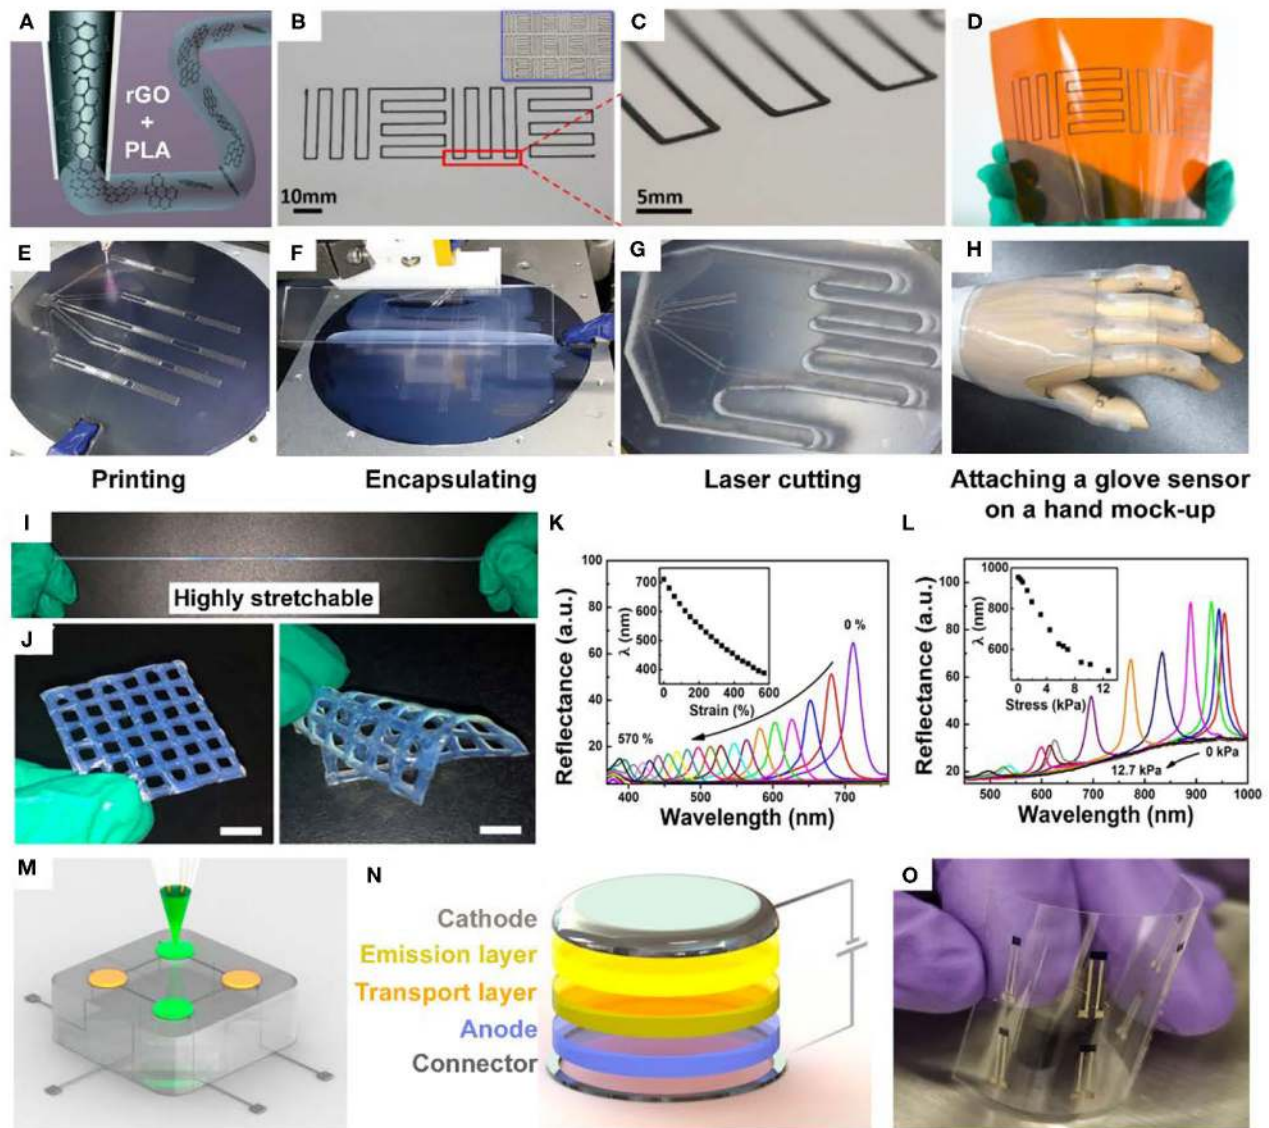 A
rGO
+
PLA
B
10mm
C
5mm
D
E
F
G
H
Printing
Encapsulating
Laser cutting
Attaching a glove sensor
on a hand mock-up
I
Highly stretchable
J
K
100
80
60
40
20
Reflectance (a.u.)
700
600
500
400
λ (nm)
0 200 400 600
Strain (%)
0 %
570 %
400 500 600 700
Wavelength (nm)
L
100
80
60
40
20
Reflectance (a.u.)
1000
800
600
λ (nm)
0 4 8 12
Stress (kPa)
0 kPa
12.7 kPa
500 600 700 800 900 1000
Wavelength (nm)
M
N
Cathode
Emission layer
Transport layer
Anode
Connector
O